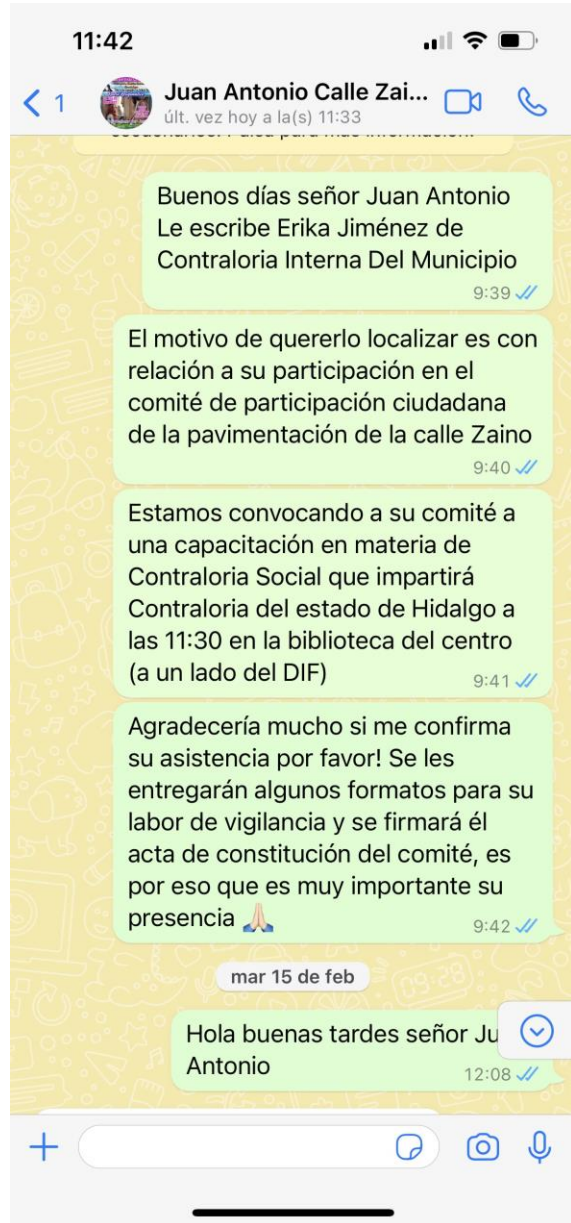 11:42
1
Juan Antonio Calle Zai...
últ. vez hoy a la(s) 11:33
Buenos días señor Juan Antonio
Le escribe Erika Jiménez de
Contraloria Interna Del Municipio
9:39
El motivo de quererlo localizar es con
relación a su participación en el
comité de participación ciudadana
de la pavimentación de la calle Zaino
9:40
Estamos convocando a su comité a
una capacitación en materia de
Contraloria Social que impartirá
Contraloria del estado de Hidalgo a
las 11:30 en la biblioteca del centro
(a un lado del DIF)
9:41
Agradecería mucho si me confirma
su asistencia por favor! Se les
entregarán algunos formatos para su
labor de vigilancia y se firmará él
acta de constitución del comité, es
por eso que es muy importante su
presencia 🙏🏻
9:42
mar 15 de feb
Hola buenas tardes señor Ju
Antonio
12:08